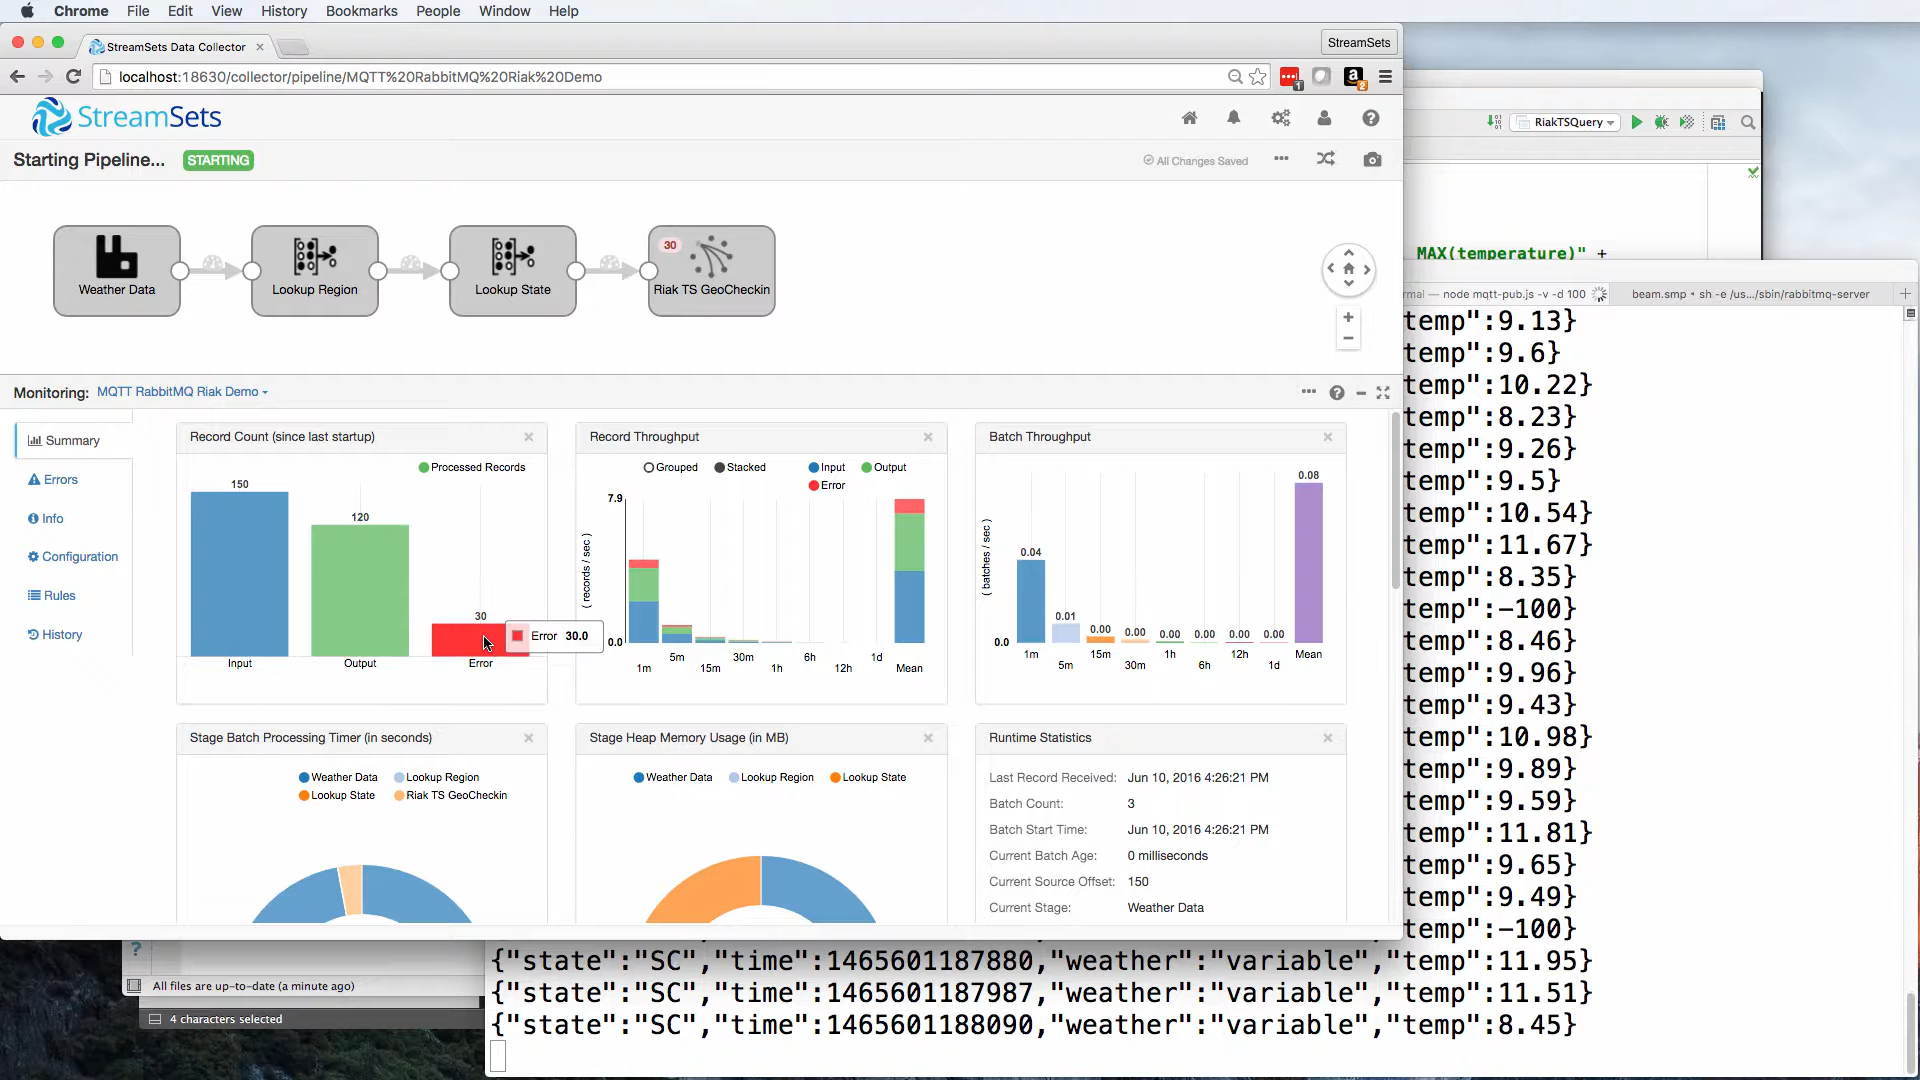 Chrome File Edit View History Bookmarks People Window Help
StreamSets Data Collector
StreamSets
localhost:18630/collector/pipeline/MQTT%20RabbitMQ%20Riak%20Demo
1
2
StreamSets
Starting Pipeline... STARTING
All Changes Saved
Weather Data
Lookup Region
Lookup State
30
Riak TS GeoCheckin
Monitoring: MQTT RabbitMQ Riak Demo
Summary
Errors
Info
Configuration
Rules
History
Record Count (since last startup)
Processed Records
150
120
30
Error 30.0
Input Output Error
Record Throughput
Grouped Stacked Input Output
Error
7.9
( records / sec )
0.0
1m 5m 15m 30m 1h 6h 12h 1d Mean
Batch Throughput
0.08
( batches / sec )
0.04
0.01 0.00 0.00 0.00 0.00 0.00 0.00
0.0
1m 5m 15m 30m 1h 6h 12h 1d Mean
Stage Batch Processing Timer (in seconds)
Weather Data Lookup Region
Lookup State Riak TS GeoCheckin
Stage Heap Memory Usage (in MB)
Weather Data Lookup Region Lookup State
Runtime Statistics
Last Record Received: Jun 10, 2016 4:26:21 PM
Batch Count: 3
Batch Start Time: Jun 10, 2016 4:26:21 PM
Current Batch Age: 0 milliseconds
Current Source Offset: 150
Current Stage: Weather Data
RiakTSQuery
MAX(temperature)" +
rmal — node mqtt-pub.js -v -d 100
beam.smp • sh -e /us.../sbin/rabbitmq-server
temp":9.13}
temp":9.6}
temp":10.22}
temp":8.23}
temp":9.26}
temp":9.5}
temp":10.54}
temp":11.67}
temp":8.35}
temp":-100}
temp":8.46}
temp":9.96}
temp":9.43}
temp":10.98}
temp":9.89}
temp":9.59}
temp":11.81}
temp":9.65}
temp":9.49}
temp":-100}
{"state":"SC","time":1465601187880,"weather":"variable","temp":11.95}
{"state":"SC","time":1465601187987,"weather":"variable","temp":11.51}
{"state":"SC","time":1465601188090,"weather":"variable","temp":8.45}
All files are up-to-date (a minute ago)
4 characters selected